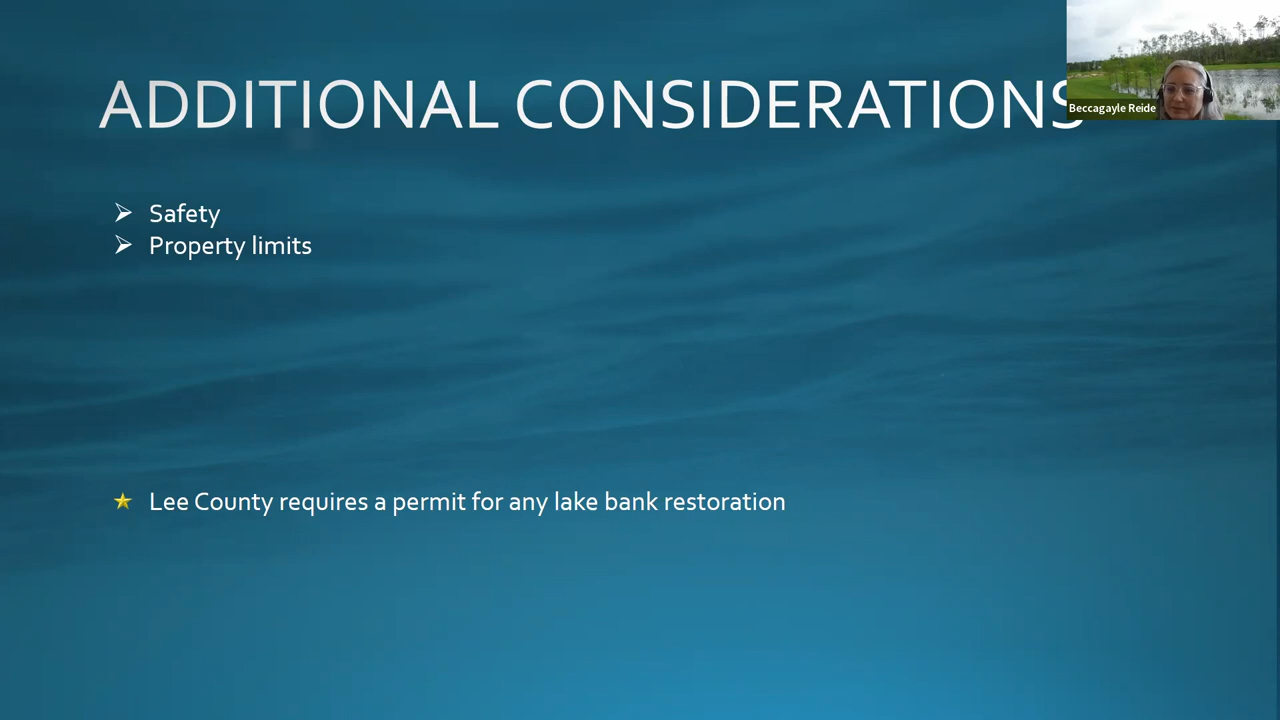 ADDITIONAL CONSIDERATIONS
Beccagayle Reide
Safety
Property limits
Lee County requires a permit for any lake bank restoration